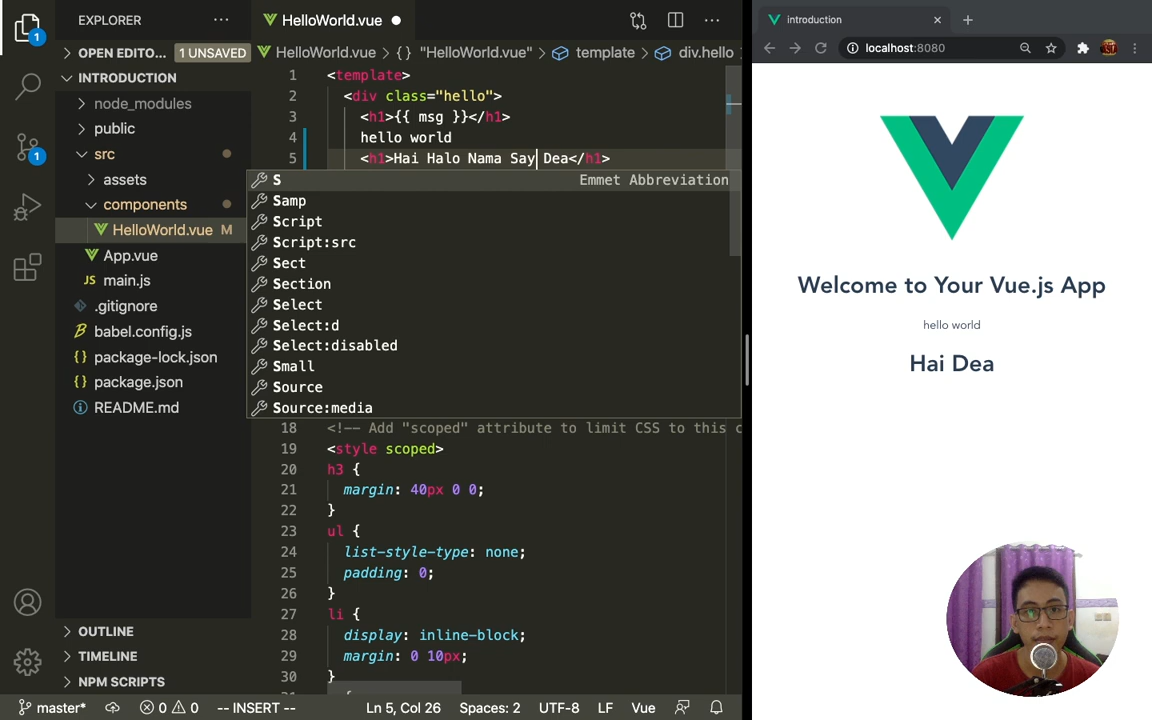 EXPLORER
HelloWorld.vue
OPEN EDITO... 1 UNSAVED
HelloWorld.vue > {} "HelloWorld.vue" > template > div.hello
INTRODUCTION
node_modules
public
src
assets
components
HelloWorld.vue M
App.vue
JS main.js
.gitignore
babel.config.js
{} package-lock.json
{} package.json
README.md
OUTLINE
TIMELINE
NPM SCRIPTS
1
1
1 <template>
2 <div class="hello">
3 <h1>{{ msg }}</h1>
4 hello world
5 <h1>Hai Halo Nama Say Dea</h1>
S Emmet Abbreviation
Samp
Script
Script:src
Sect
Section
Select
Select:d
Select:disabled
Small
Source
Source:media
18 <!-- Add "scoped" attribute to limit CSS to this c
19 <style scoped>
20 h3 {
21 margin: 40px 0 0;
22 }
23 ul {
24 list-style-type: none;
25 padding: 0;
26 }
27 li {
28 display: inline-block;
29 margin: 0 10px;
30 }
master* 0 0 -- INSERT -- Ln 5, Col 26 Spaces: 2 UTF-8 LF Vue
introduction
localhost:8080
Welcome to Your Vue.js App
hello world
Hai Dea